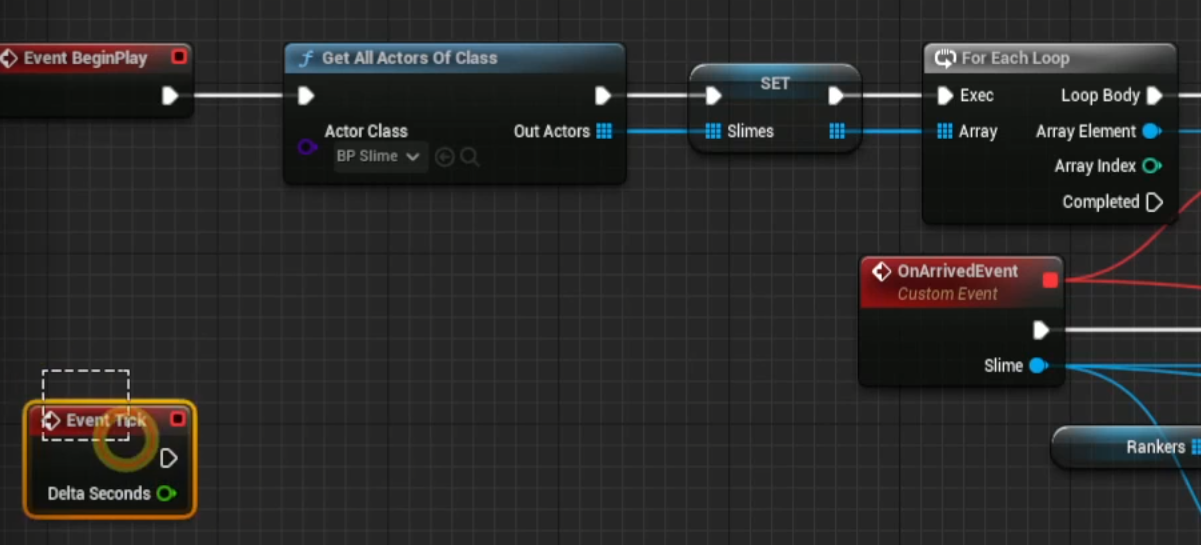 Event BeginPlay
Get All Actors Of Class
Actor Class
BP Slime
Out Actors
SET
Slimes
For Each Loop
Exec
Loop Body
Array
Array Element
Array Index
Completed
OnArrivedEvent
Custom Event
Slime
Event Tick
Delta Seconds
Rankers